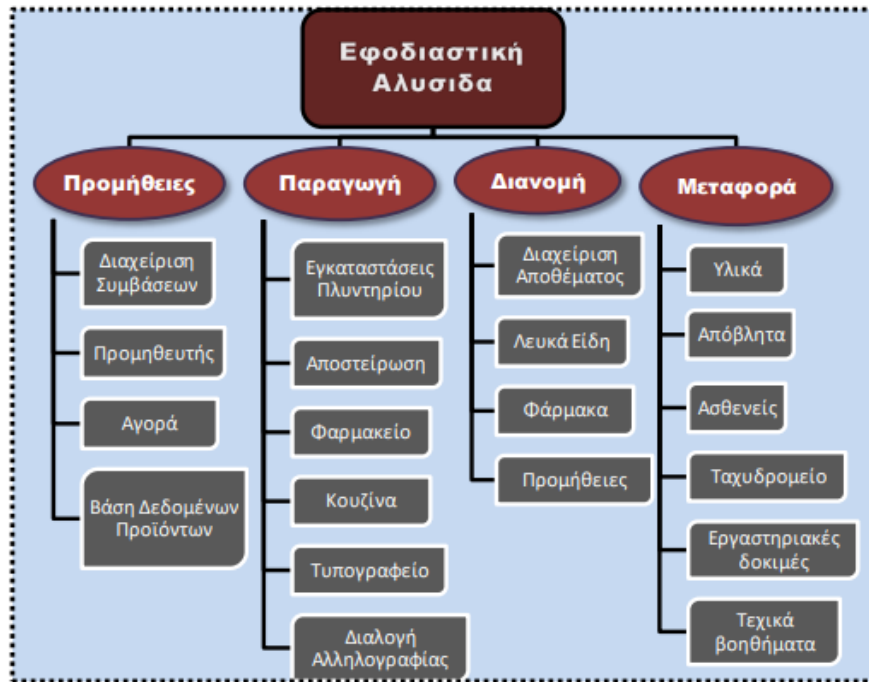 Εφοδιαστική
Αλυσιδα
Προμήθειες
Διαχείριση
Συμβάσεων
Προμηθευτής
Αγορά
Βάση Δεδομένων
Προϊόντων
Παραγωγή
Εγκαταστάσεις
Πλυντηρίου
Αποστείρωση
Φαρμακείο
Κουζίνα
Τυπογραφείο
Διαλογή
Αλληλογραφίας
Διανομή
Διαχείριση
Αποθέματος
Λευκά Είδη
Φάρμακα
Προμήθειες
Μεταφορά
Υλικά
Απόβλητα
Ασθενείς
Ταχυδρομείο
Εργαστηριακές
δοκιμές
Τεχικά
βοηθήματα